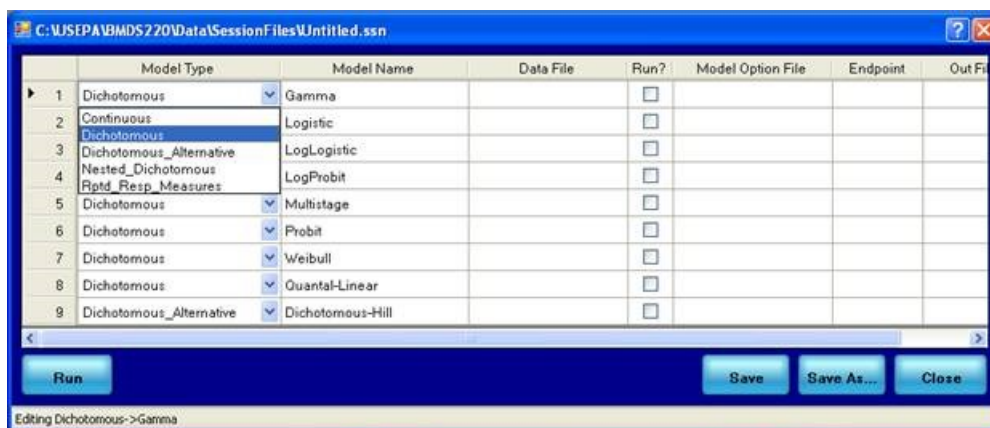 C:\USEPA\BMDS220\Data\SessionFiles\Untitled.ssn
Model Type Model Name Data File Run? Model Option File Endpoint Out Fil
1 Dichotomous Gamma
2 Continuous Logistic
Dichotomous
3 Dichotomous_Alternative LogLogistic
4 Nested_Dichotomous LogProbit
Rptd_Resp_Measures
5 Dichotomous Multistage
6 Dichotomous Probit
7 Dichotomous Weibull
8 Dichotomous Quantal-Linear
9 Dichotomous_Alternative Dichotomous-Hill
Run Save Save As... Close
Editing Dichotomous->Gamma